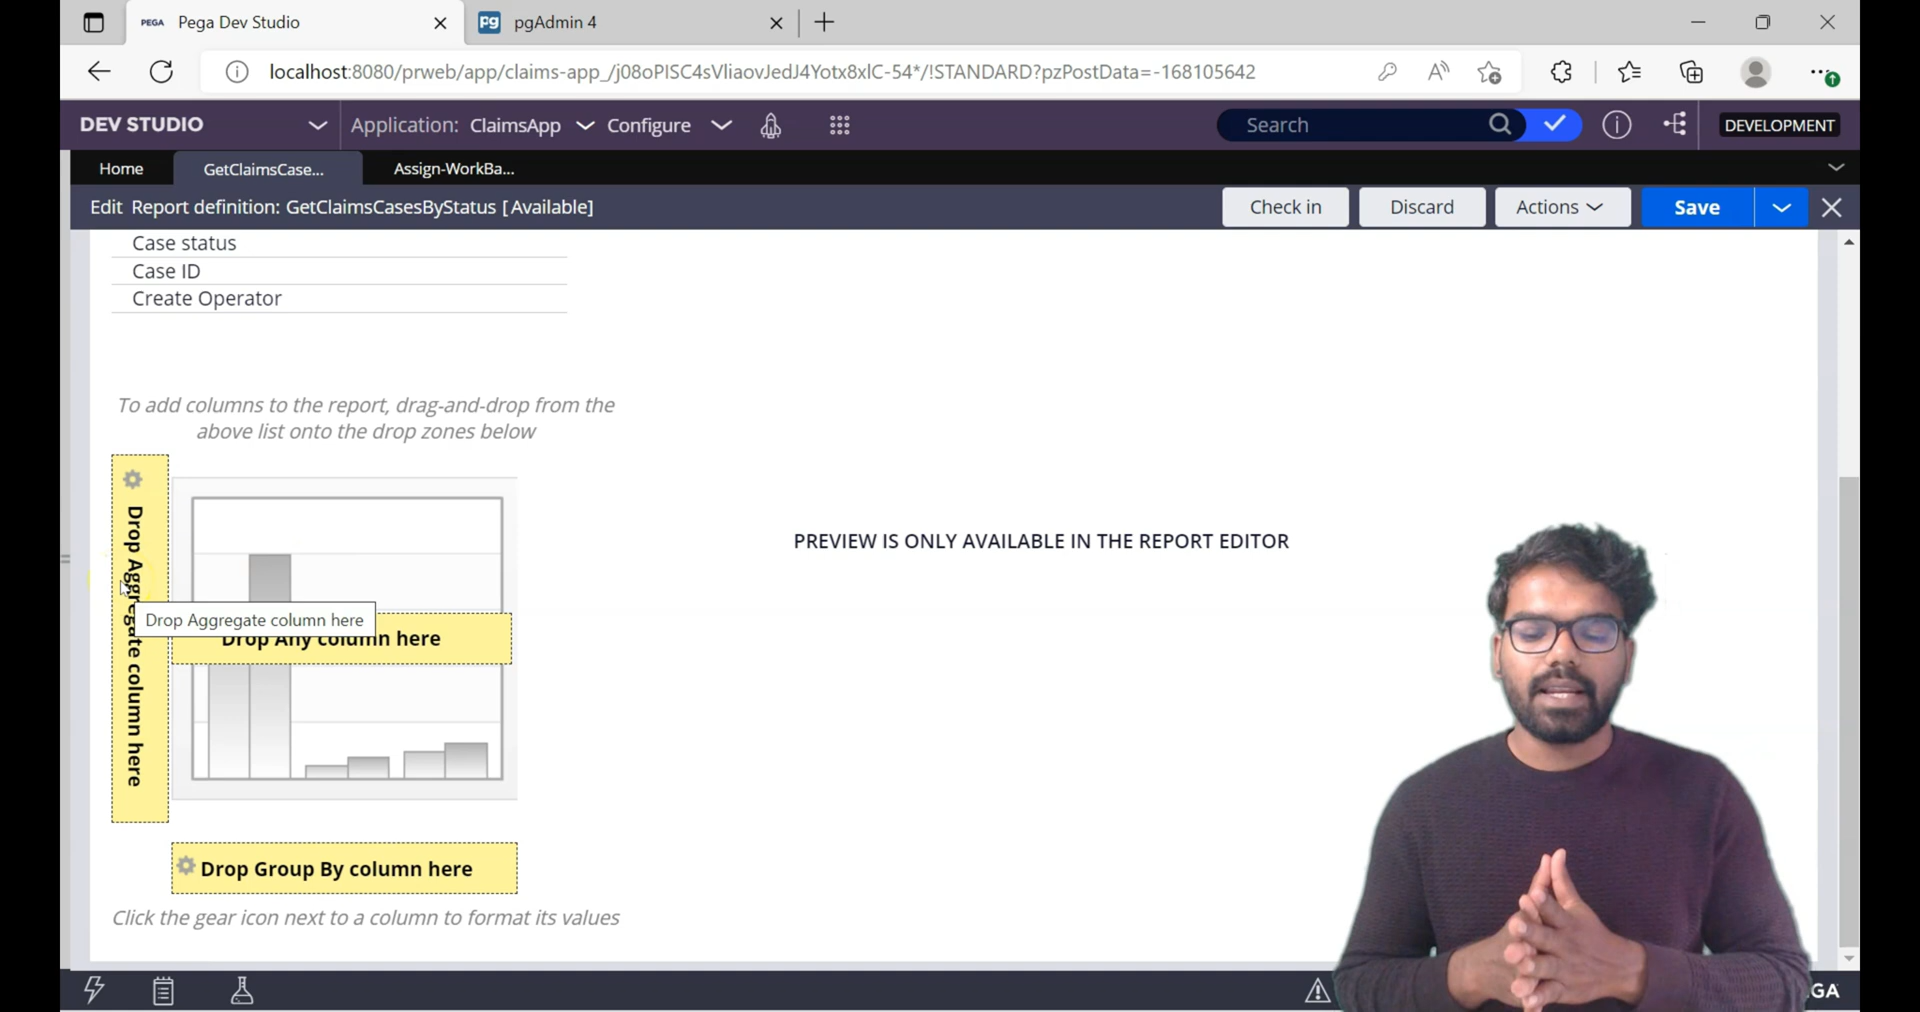 PEGA Pega Dev Studio
Pg pgAdmin 4
localhost:8080/prweb/app/claims-app_/j08oPISC4sVliaovJedJ4Yotx8xlC-54*/!STANDARD?pzPostData=-168105642
DEV STUDIO
Application: ClaimsApp
Configure
Search
DEVELOPMENT
Home
GetClaimsCase...
Assign-WorkBa...
Edit Report definition: GetClaimsCasesByStatus [Available]
Check in
Discard
Actions
Save
Case status
Case ID
Create Operator
To add columns to the report, drag-and-drop from the
above list onto the drop zones below
Drop Aggregate column here
Drop Aggregate column here
Drop Any column here
PREVIEW IS ONLY AVAILABLE IN THE REPORT EDITOR
Drop Group By column here
Click the gear icon next to a column to format its values
GA